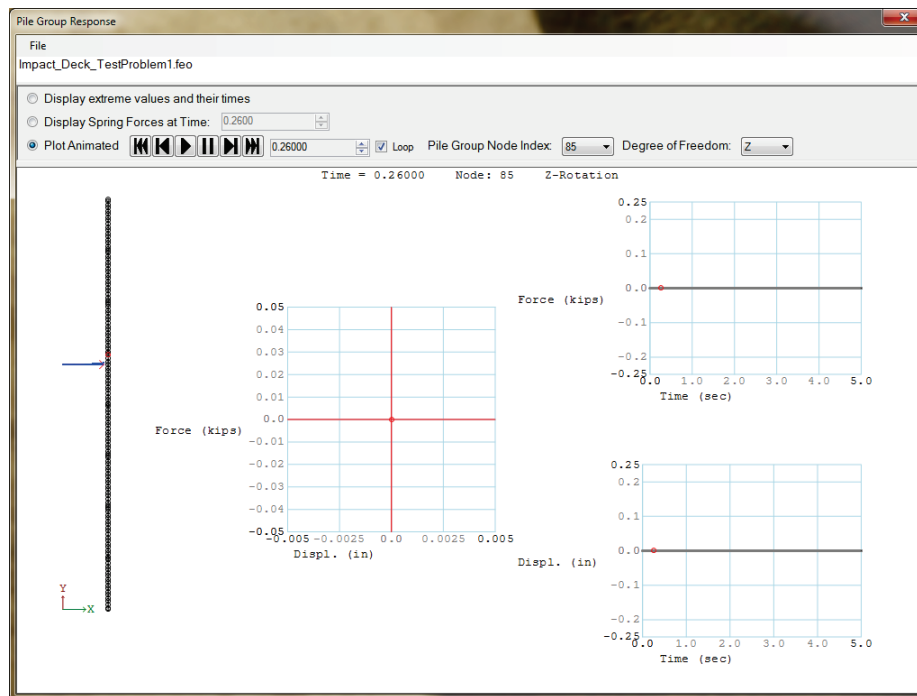 Pile Group Response
x
File
Impact_Deck_TestProblem1.feo
Display extreme values and their times
Display Spring Forces at Time: 0.2600
Plot Animated 0.26000 Loop Pile Group Node Index: 85 Degree of Freedom: Z
Time = 0.26000 Node: 85 Z-Rotation
0.25
0.2
0.1
Force (kips) 0.0
-0.1
-0.2
-0.25
0.0 1.0 2.0 3.0 4.0 5.0
Time (sec)
0.05
0.04
0.03
0.02
0.01
0.0
Force (kips)
-0.01
-0.02
-0.03
-0.04
-0.05
-0.005 -0.0025 0.0 0.0025 0.005
Displ. (in)
0.25
0.2
0.1
0.0
Displ. (in)
-0.1
-0.2
-0.25
0.0 1.0 2.0 3.0 4.0 5.0
Time (sec)
Y
X